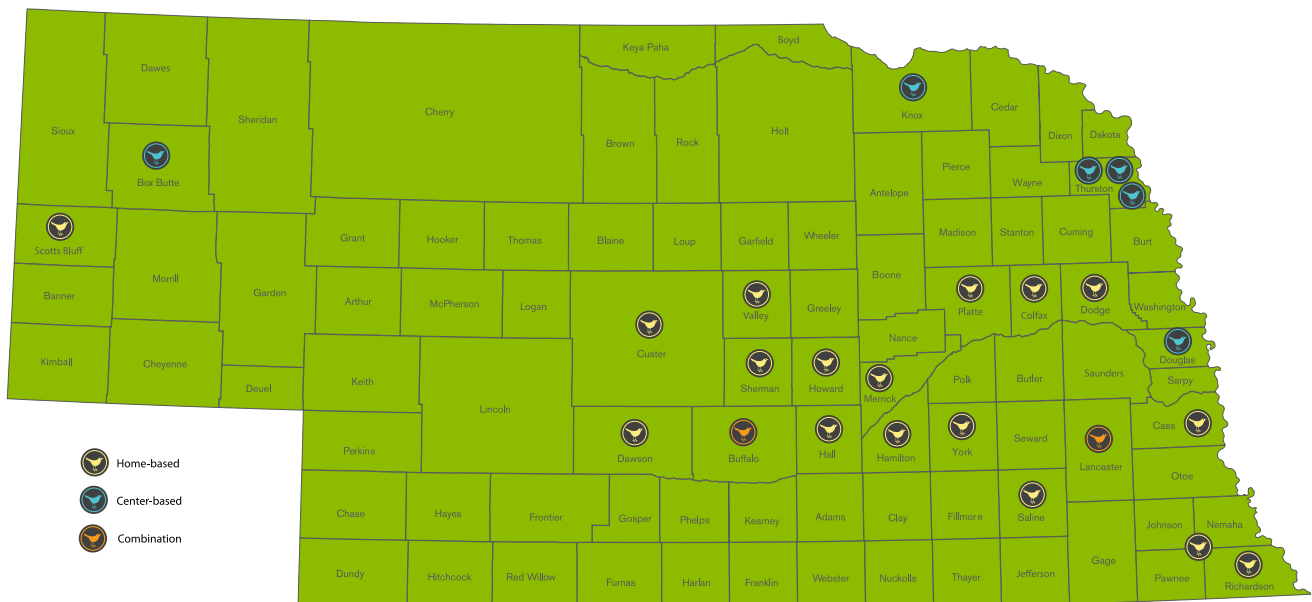 Keya Paha
Boyd
Dawes
Cherry
Knox
Cedar
Sioux
Sheridan
Brown
Rock
Holt
Dixon
Dakota
Box Butte
Pierce
Wayne
Thurston
Antelope
Scotts Bluff
Grant
Hooker
Thomas
Blaine
Loup
Garfield
Wheeler
Madison
Stanton
Cuming
Burt
Morrill
Garden
Boone
Banner
Arthur
McPherson
Logan
Valley
Greeley
Platte
Colfax
Dodge
Washington
Kimball
Cheyenne
Custer
Nance
Douglas
Deuel
Keith
Sherman
Howard
Merrick
Polk
Butler
Saunders
Sarpy
Lincoln
Perkins
Dawson
Buffalo
Hall
Hamilton
York
Seward
Lancaster
Cass
Otoe
Home-based
Center-based
Combination
Chase
Hayes
Frontier
Gosper
Phelps
Kearney
Adams
Clay
Fillmore
Saline
Johnson
Nemaha
Dundy
Hitchcock
Red Willow
Furnas
Harlan
Franklin
Webster
Nuckolls
Thayer
Jefferson
Gage
Pawnee
Richardson